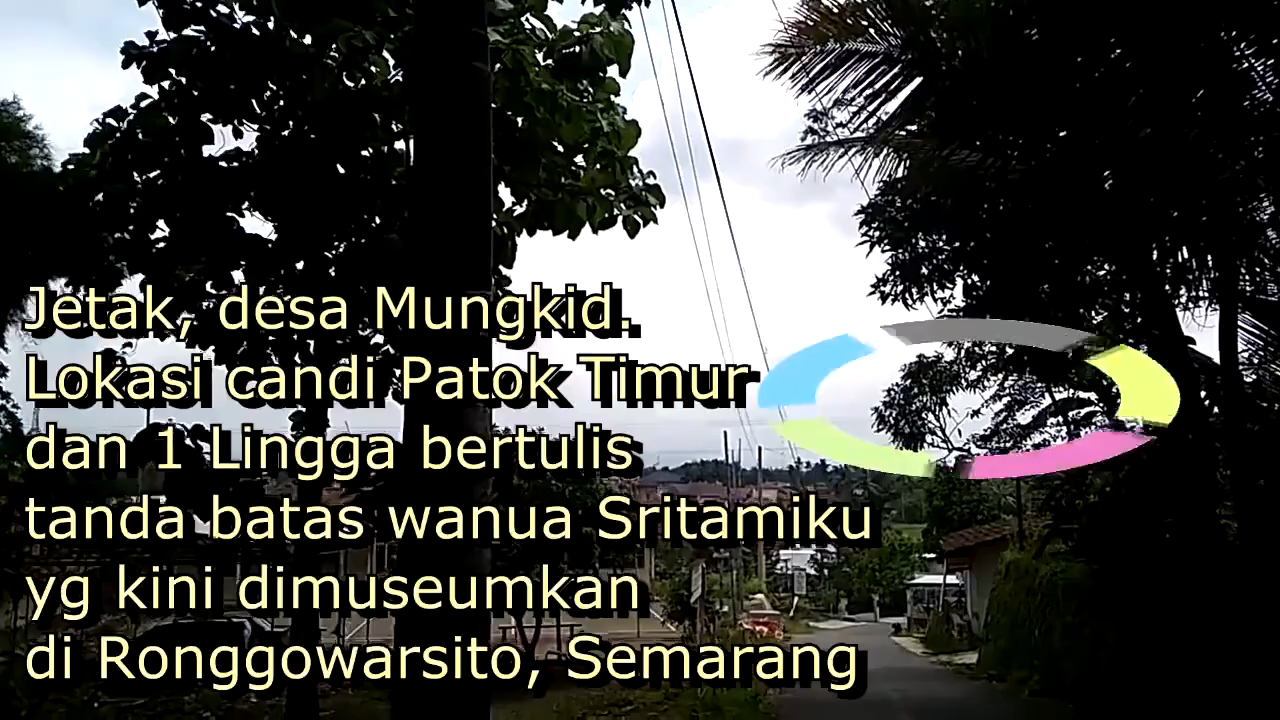 Jetak, desa Mungkid.
Lokasi candi Patok Timur
dan 1 Lingga bertulis
tanda batas wanua Sritamiku
yg kini dimuseumkan
di Ronggowarsito, Semarang